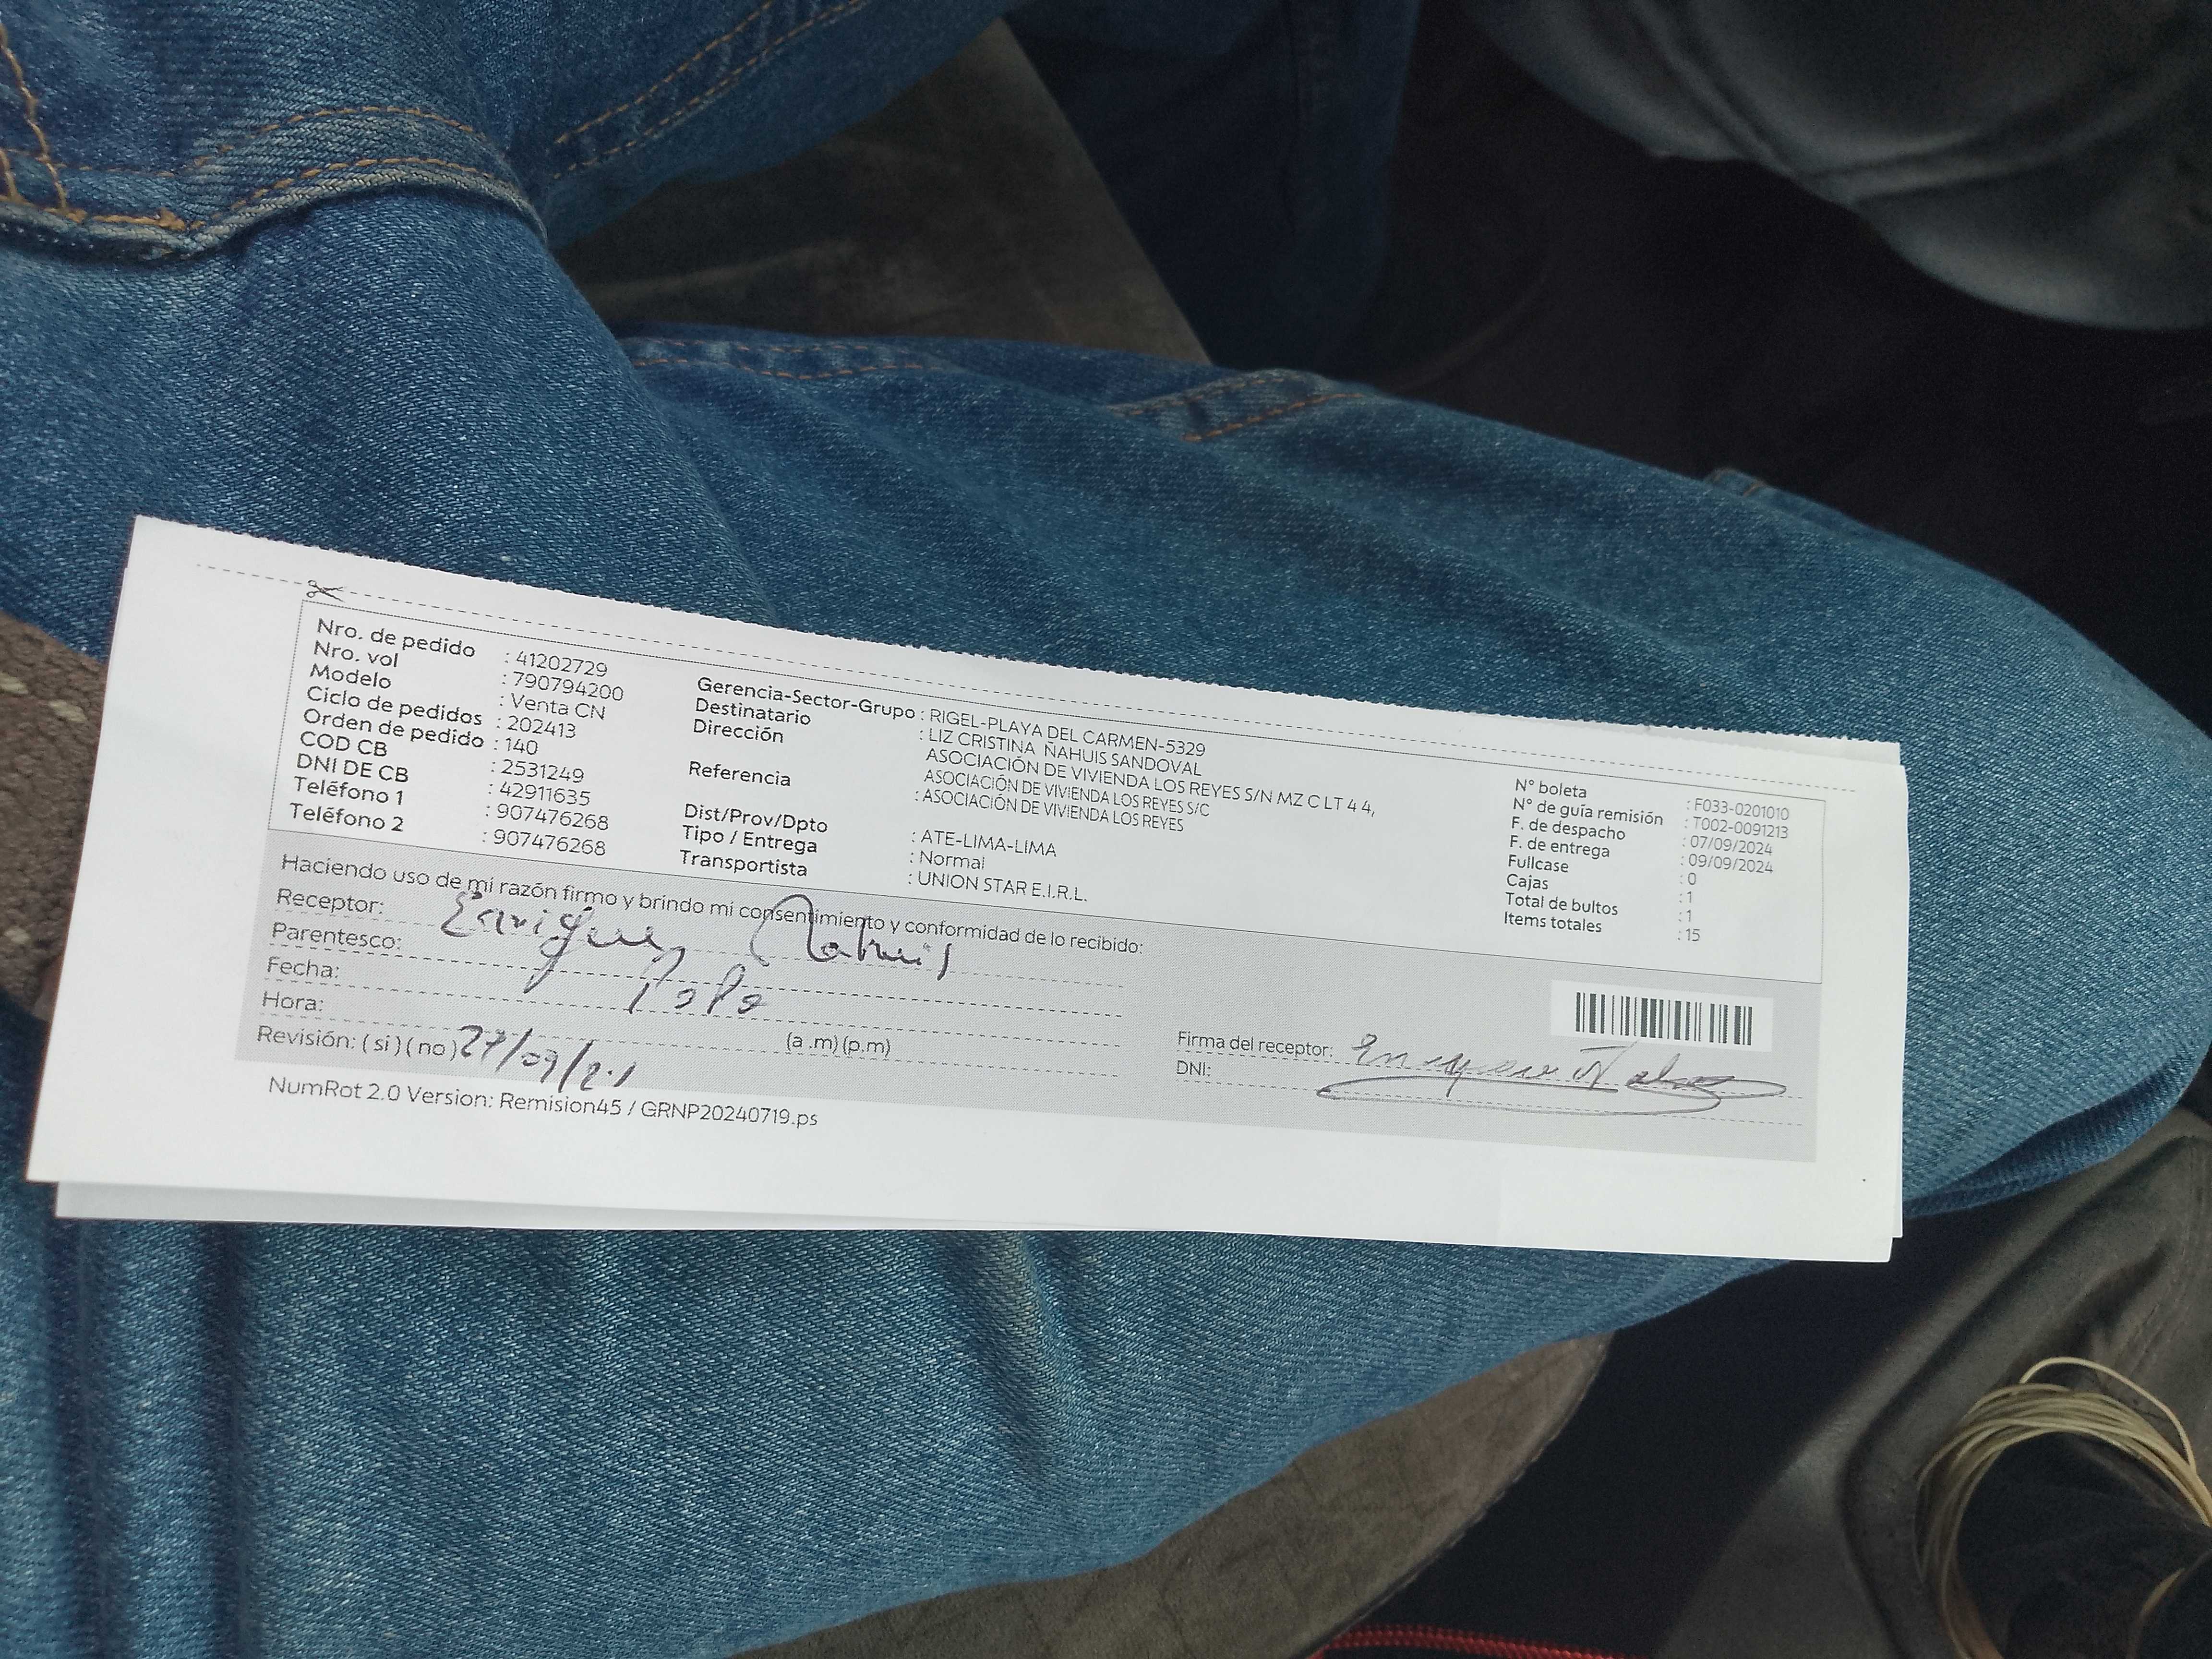 Nro. de pedido : 41202729
Nro. vol : 790794200
Modelo : Venta CN
Ciclo de pedidos : 202413
Orden de pedido : 140
COD CB : 2531249
DNI DE CB : 42911635
Teléfono 1 : 907476268
Teléfono 2 : 907476268
Gerencia-Sector-Grupo : RIGEL-PLAYA DEL CARMEN-5329
Destinatario : LIZ CRISTINA ÑAHUIS SANDOVAL
Dirección ASOCIACIÓN DE VIVIENDA LOS REYES S/N MZ C LT 4 4,
ASOCIACIÓN DE VIVIENDA LOS REYES S/C
Referencia : ASOCIACIÓN DE VIVIENDA LOS REYES
Dist/Prov/Dpto : ATE-LIMA-LIMA
Tipo / Entrega : Normal
Transportista : UNION STAR E.I.R.L.
N° boleta : F033-0201010
N° de guía remisión : T002-0091213
F. de despacho : 07/09/2024
F. de entrega : 09/09/2024
Fullcase : 0
Cajas : 1
Total de bultos : 1
Items totales : 15
Haciendo uso de mi razón firmo y brindo mi consentimiento y conformidad de lo recibido:
Receptor: Enrique Ñahuis
Parentesco: Papa
Fecha:
Hora: (a .m) (p.m)
Revisión: ( si ) ( no )
Firma del receptor: Enrique Ñahuis
DNI:
NumRot 2.0 Version: Remision45 / GRNP20240719.ps